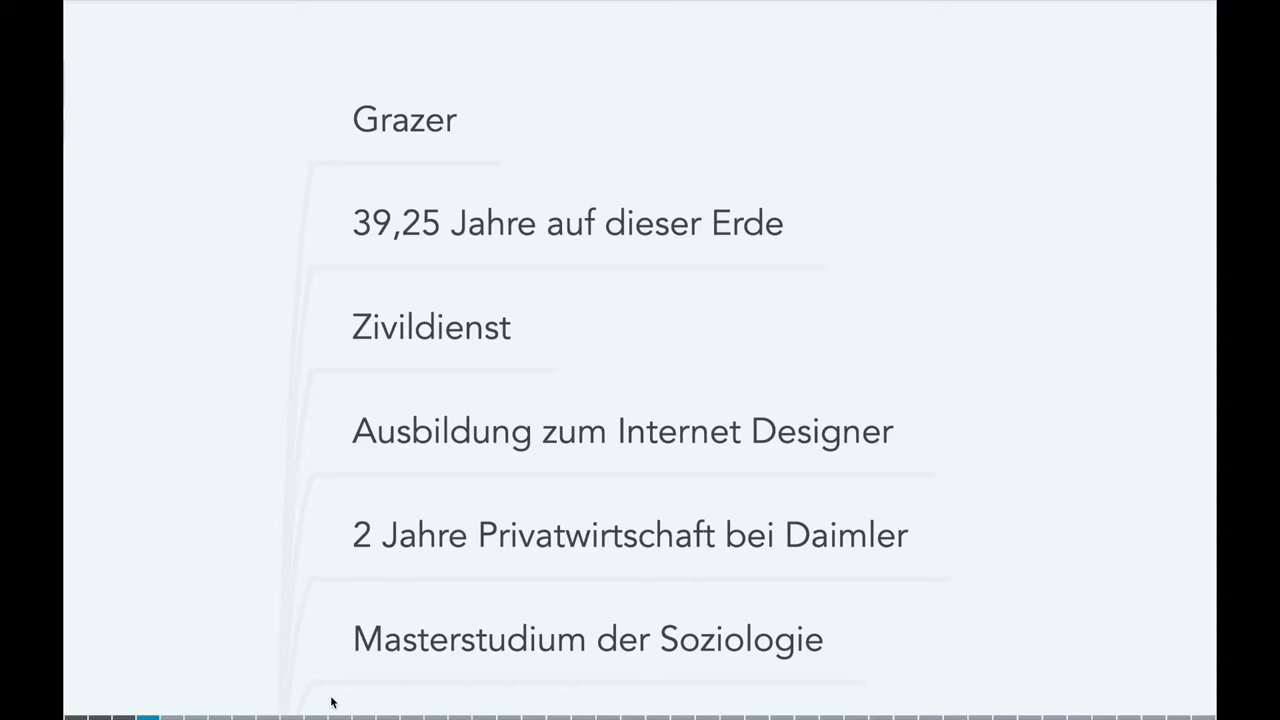 Grazer
39,25 Jahre auf dieser Erde
Zivildienst
Ausbildung zum Internet Designer
2 Jahre Privatwirtschaft bei Daimler
Masterstudium der Soziologie